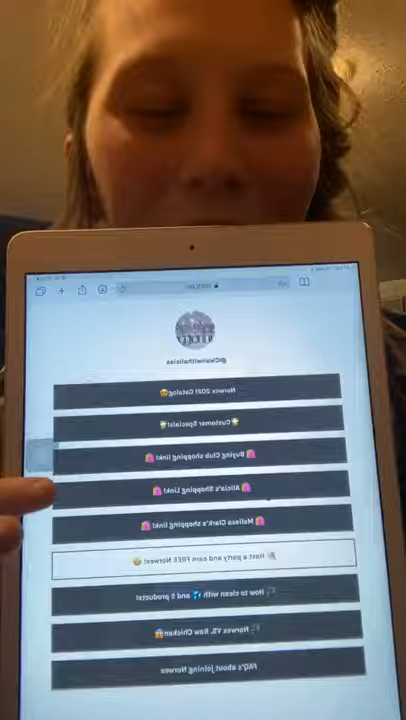 @Cleanwithalicias
Norwex 2021 Catalog😍
🌟Customer Specials!🌟
🛍️Buying Club shopping link!🛍️
🛍️Alicia's Shopping Link!🛍️
🛍️Melissa Clark's shopping link!🛍️
🎉Host a party and earn FREE Norwex!🤩
How to clean with 💦 and 5 products!
Norwex VS. Raw Chicken😱
FAQ's about joining Norwex